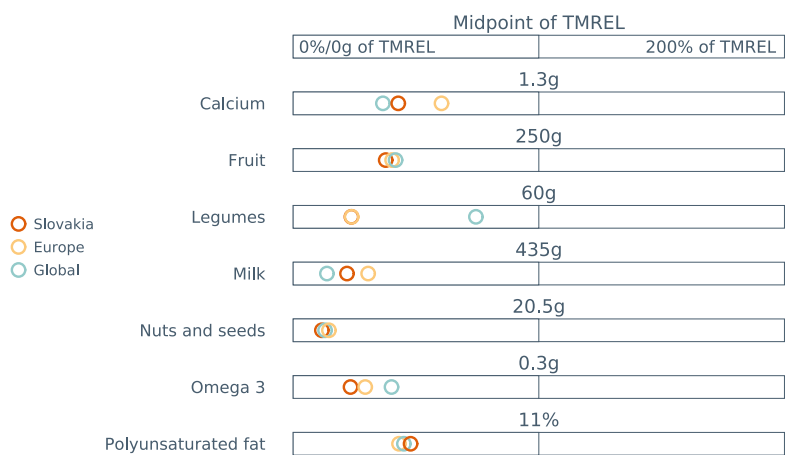 Midpoint of TMREL
0%/0g of TMREL 200% of TMREL
1.3g
Calcium
250g
Fruit
60g
Legumes
Slovakia
Europe
Global
435g
Milk
20.5g
Nuts and seeds
0.3g
Omega 3
11%
Polyunsaturated fat